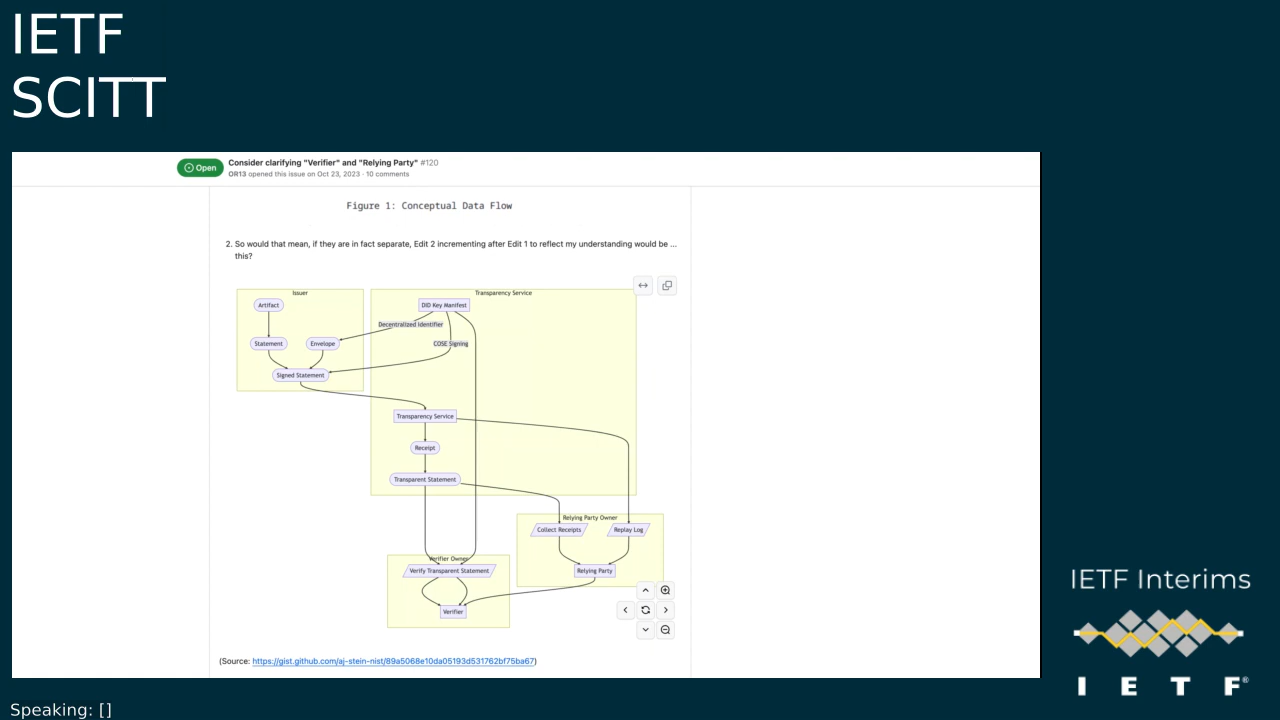 IETF
SCITT
Open
Consider clarifying "Verifier" and "Relying Party" #120
OR13 opened this issue on Oct 23, 2023 · 10 comments
Figure 1: Conceptual Data Flow
2. So would that mean, if they are in fact separate, Edit 2 incrementing after Edit 1 to reflect my understanding would be ...
this?
Issuer
Transparency Service
Artifact
DID Key Manifest
Decentralized Identifier
Statement
Envelope
COSE Signing
Signed Statement
Transparency Service
Receipt
Transparent Statement
Relying Party Owner
Collect Receipts
Replay Log
Verifier Owner
Verify Transparent Statement
Relying Party
Verifier
(Source: https://gist.github.com/aj-stein-nist/89a5068e10da05193d531762bf75ba67)
IETF Interims
I E T F®
Speaking: []